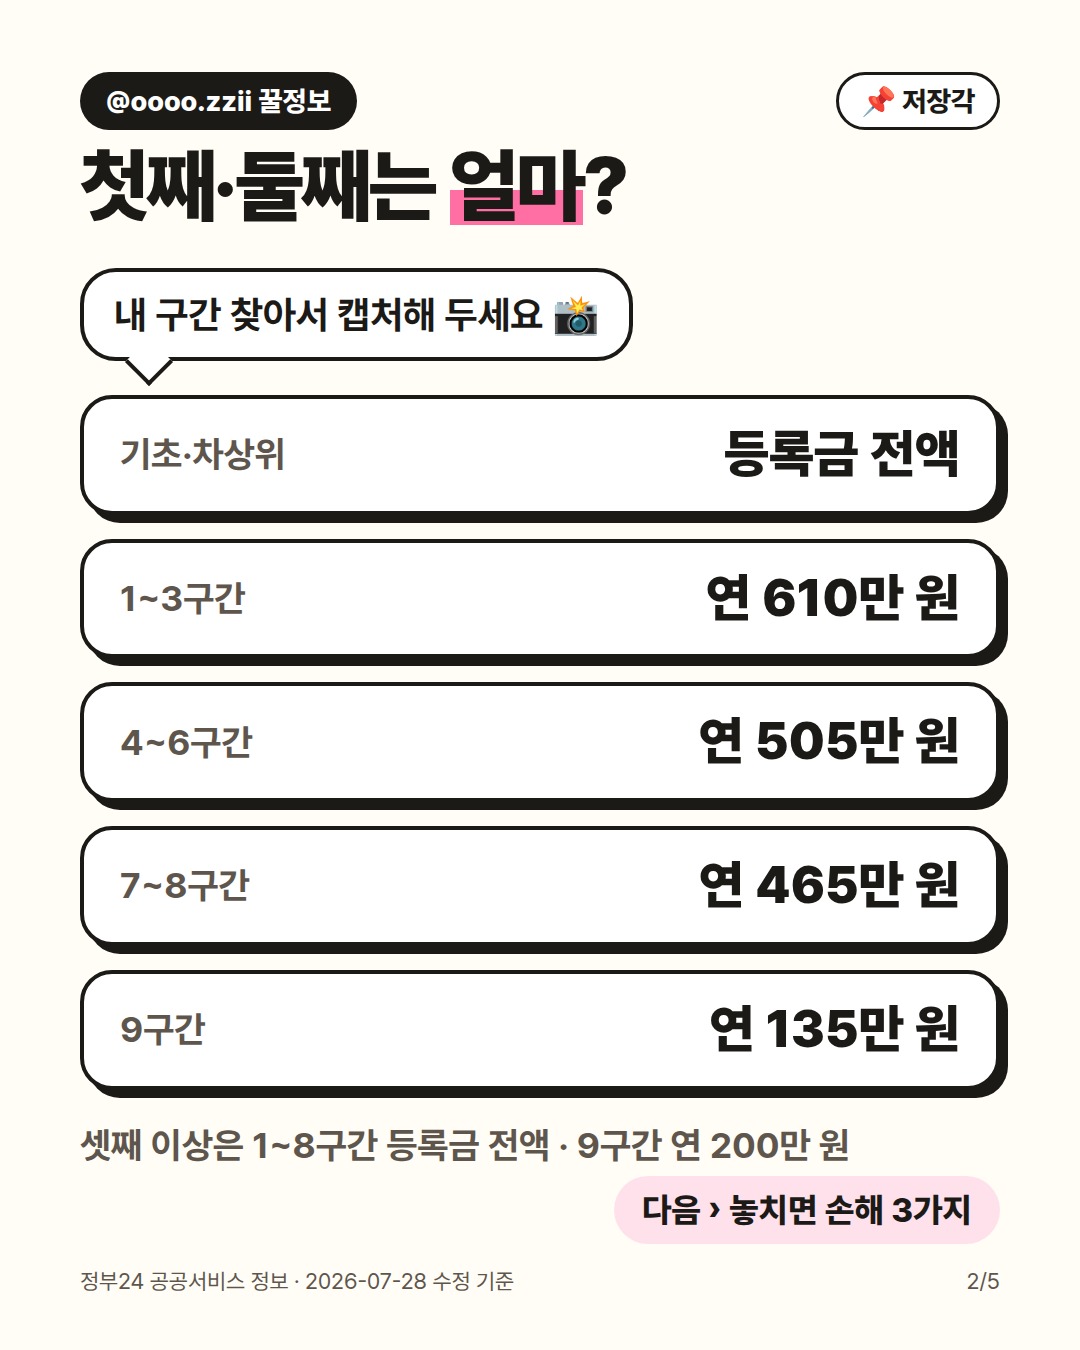 @oooo.zzii 꿀정보
📌 저장각
첫째·둘째는 얼마?
내 구간 찾아서 캡처해 두세요 📸
기초·차상위
등록금 전액
1~3구간
연 610만 원
4~6구간
연 505만 원
7~8구간
연 465만 원
9구간
연 135만 원
셋째 이상은 1~8구간 등록금 전액 · 9구간 연 200만 원
다음 › 놓치면 손해 3가지
정부24 공공서비스 정보 · 2026-07-28 수정 기준
2/5